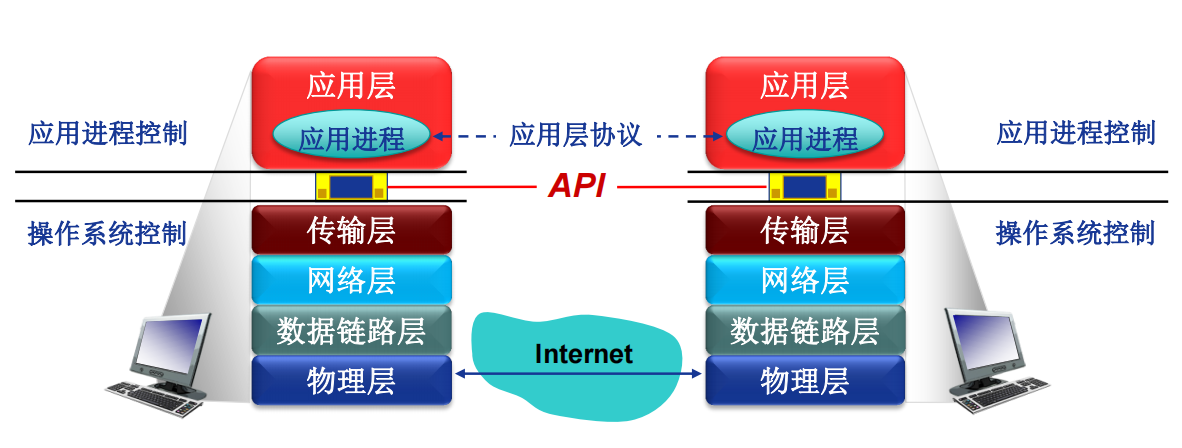 应用层
应用层
应用进程控制
应用进程
应用层协议
应用进程
应用进程控制
API
操作系统控制
传输层
传输层
操作系统控制
网络层
网络层
数据链路层
数据链路层
Internet
物理层
物理层